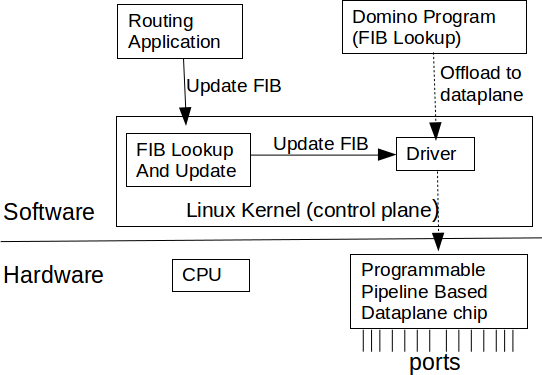 Routing
Application
Domino Program
(FIB Lookup)
Update FIB
Offload to
dataplane
FIB Lookup
And Update
Update FIB
Driver
Linux Kernel (control plane)
Software
Hardware
CPU
Programmable
Pipeline Based
Dataplane chip
ports